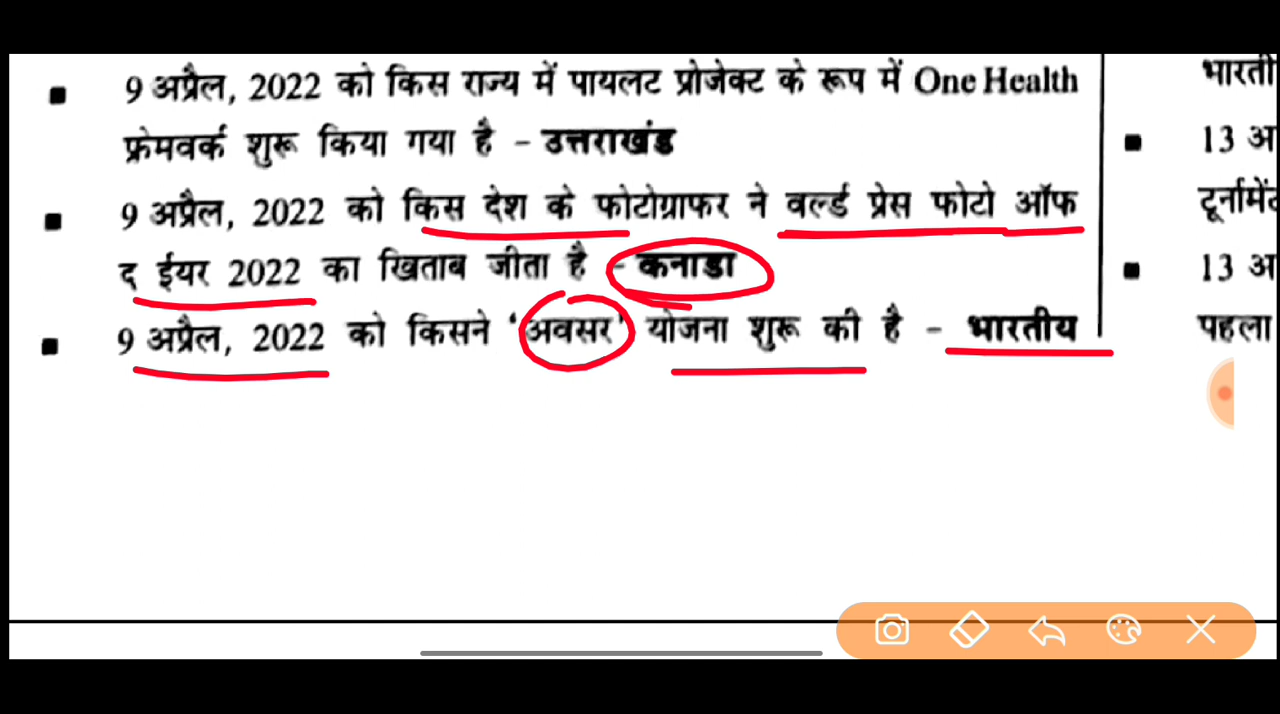 ▪ 9 अप्रैल, 2022 को किस राज्य में पायलट प्रोजेक्ट के रूप में One Health
फ्रेमवर्क शुरू किया गया है - उत्तराखंड
▪ 9 अप्रैल, 2022 को किस देश के फोटोग्राफर ने वर्ल्ड प्रेस फोटो ऑफ
द ईयर 2022 का खिताब जीता है - कनाडा
▪ 9 अप्रैल, 2022 को किसने 'अवसर' योजना शुरू की है - भारतीय
भारती
▪ 13 अ
टूर्नामेंट
▪ 13 अ
पहला